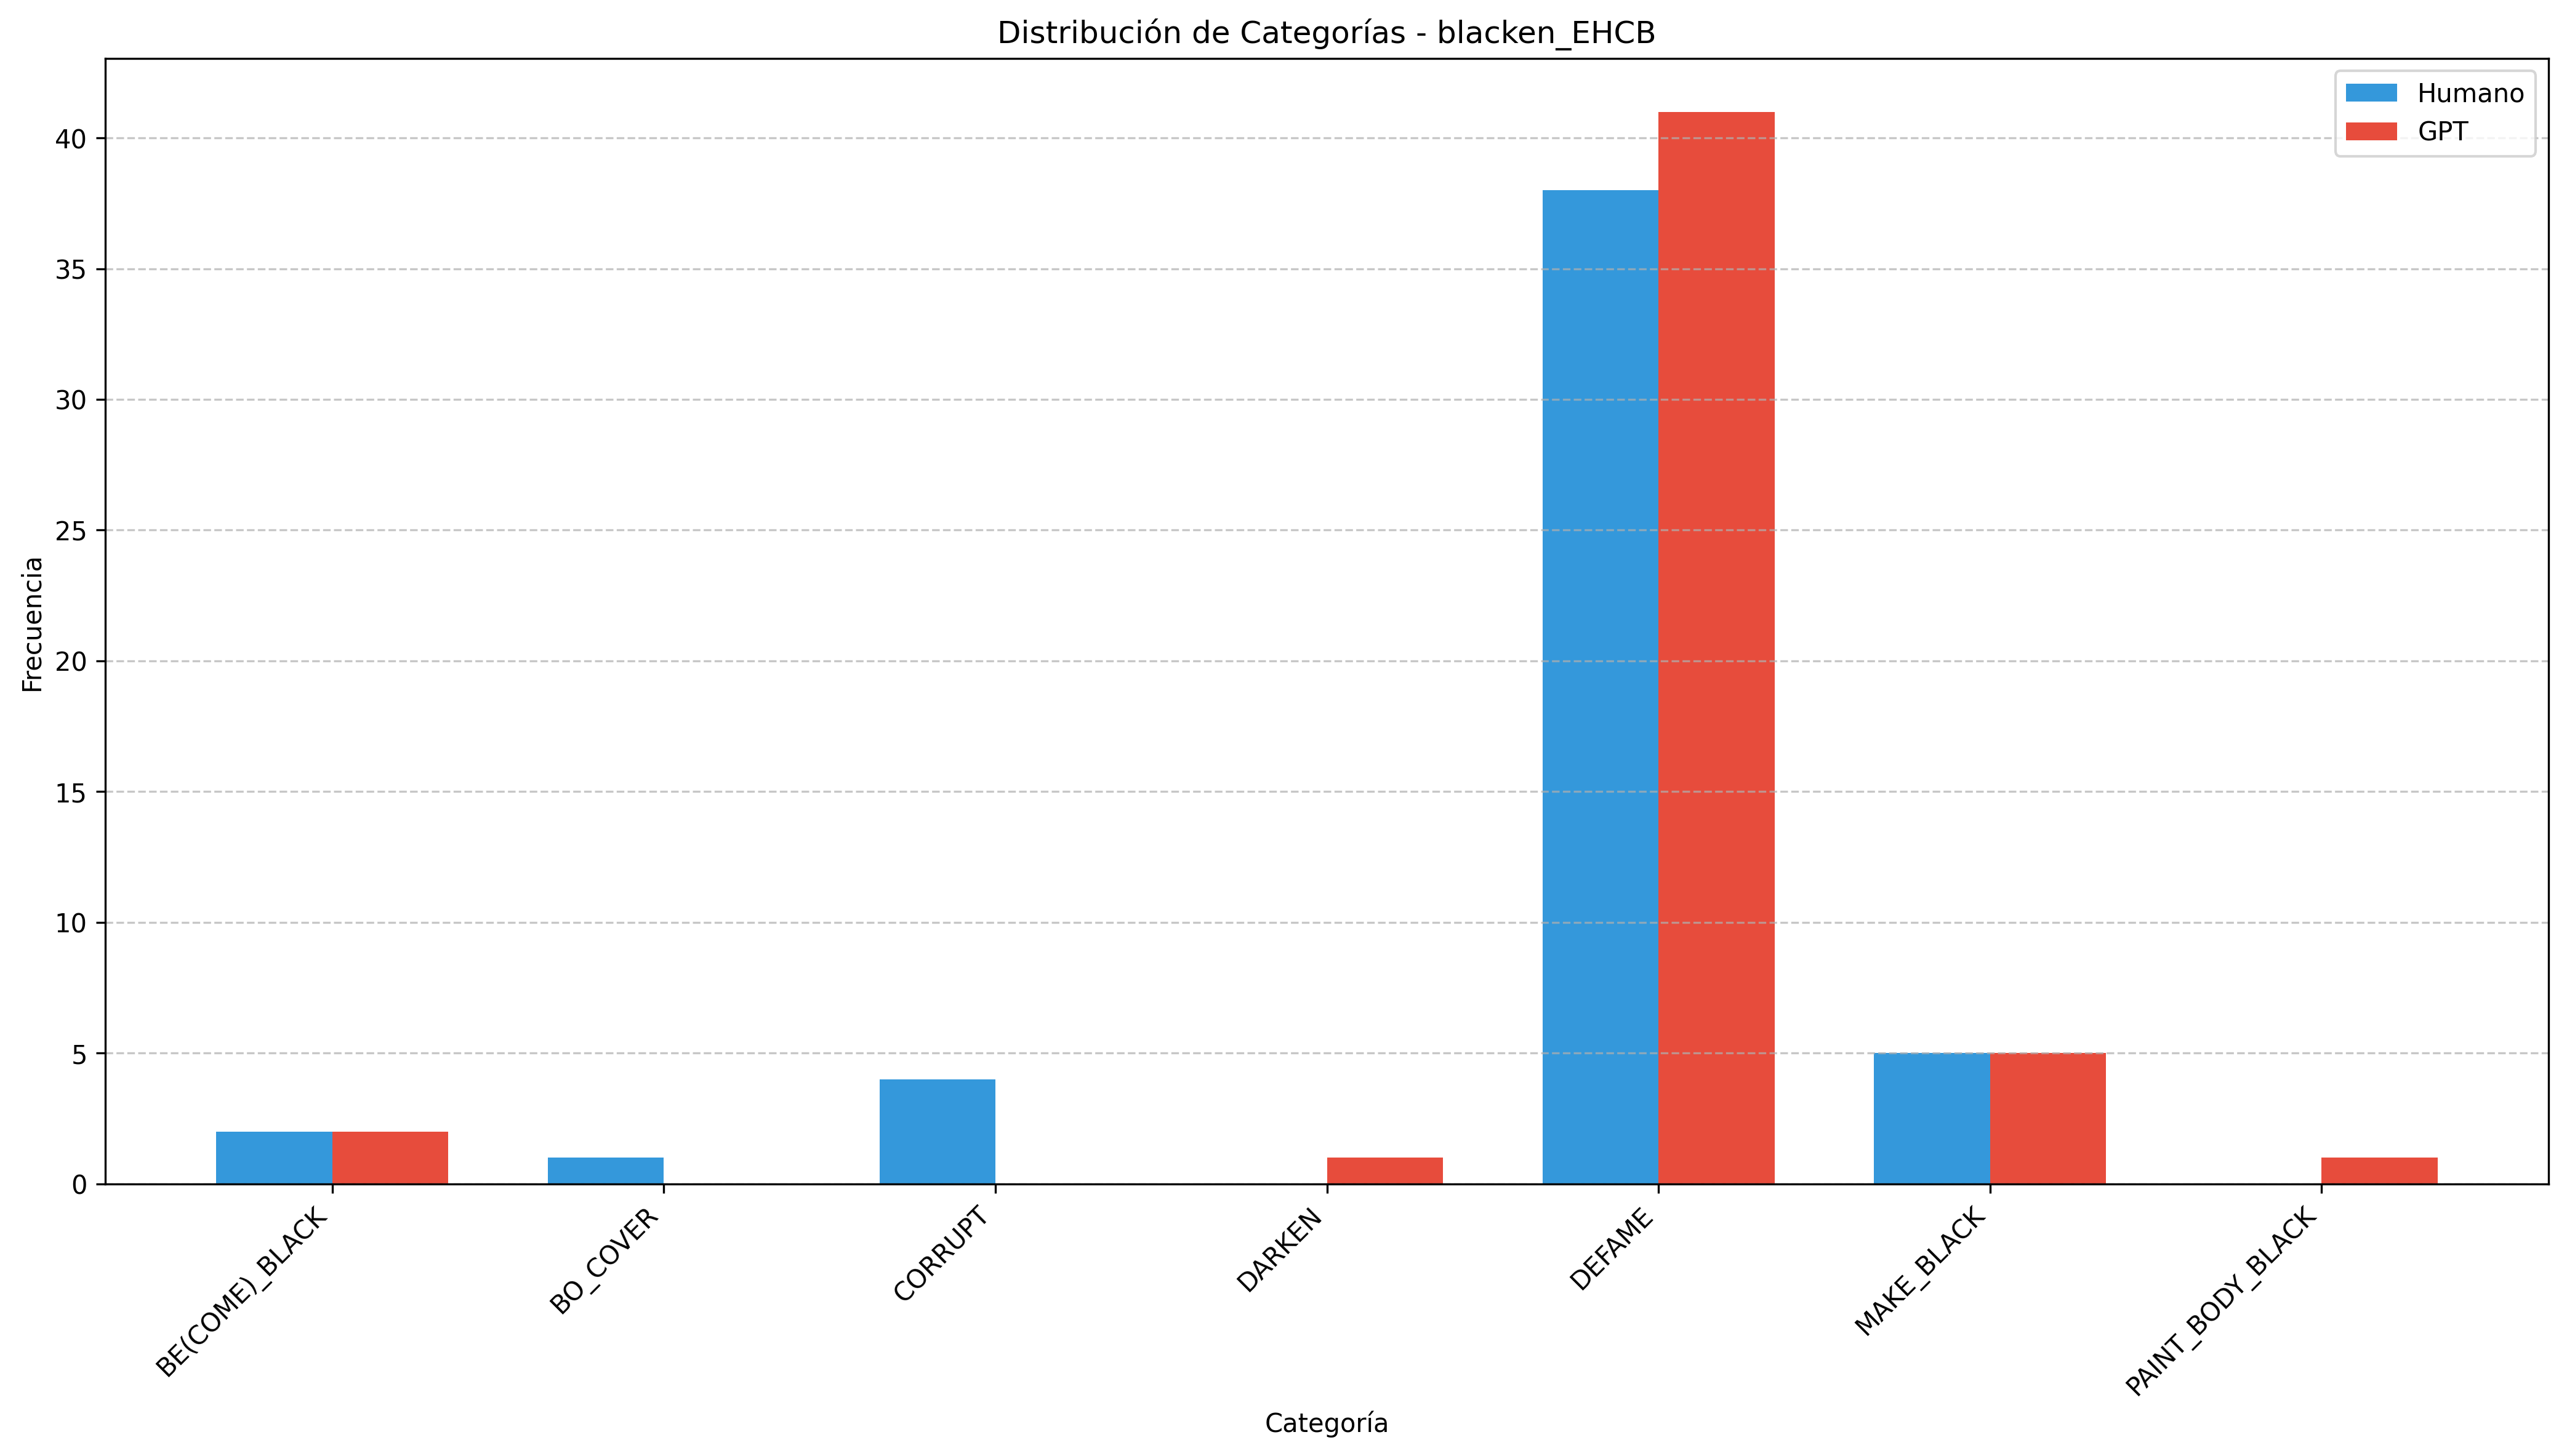 Distribución de Categorías - blacken_EHCB
Humano
GPT
Frecuencia
40
35
30
25
20
15
10
5
0
BE(COME)_BLACK
BO_COVER
CORRUPT
DARKEN
DEFAME
MAKE_BLACK
PAINT_BODY_BLACK
Categoría